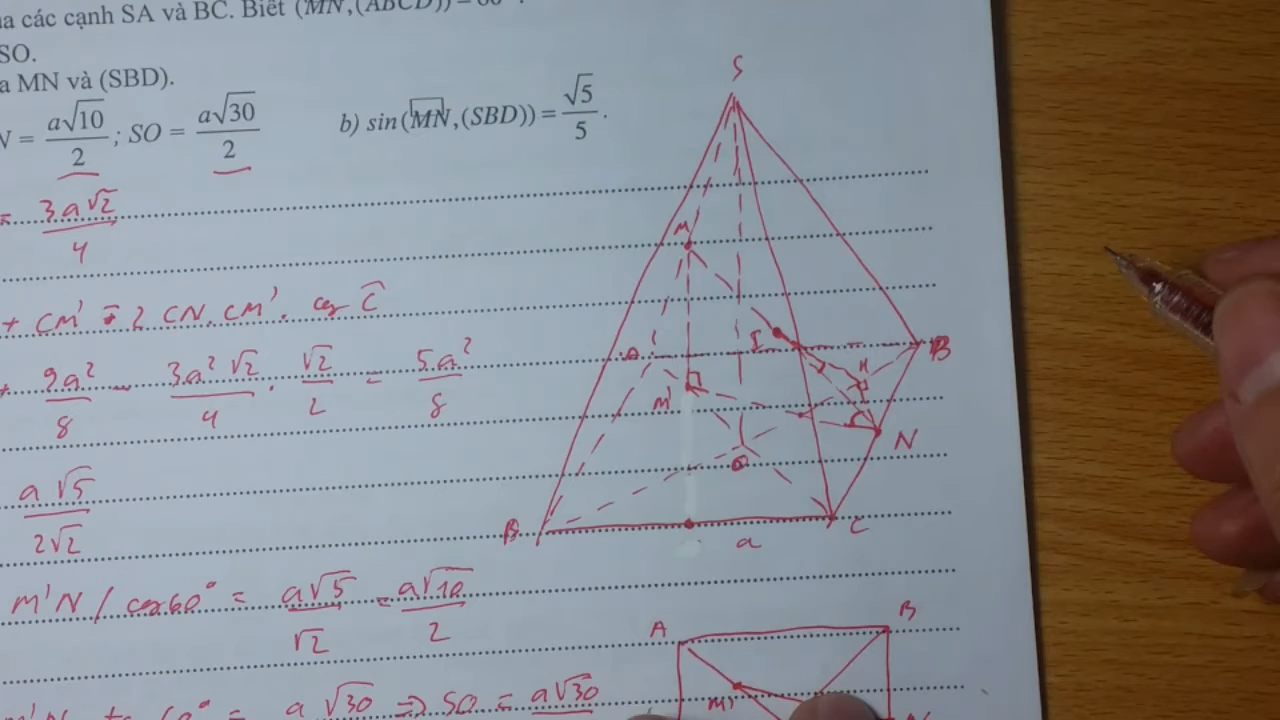 a các cạnh SA và BC. Biết (MN,(ABCD)) = 60°.
SO.
a MN và (SBD).
N = a√10/2 ; SO = a√30/2 b) sin(MN,(SBD)) = √5/5 .
= 3a√2/4
+ CM' - 2 CN. CM'. cos Ĉ
+ 9a²/8 - 3a²√2/4 . √2/2 = 5a²/8
a√5/2√2
M'N / cos60° = a√5/√2 = a√10/2
M'N . tg 60° = a√30 ⇒ SO = a√30
S
M
I
B
H
M'
N
O
B
C
a
A
B
M'